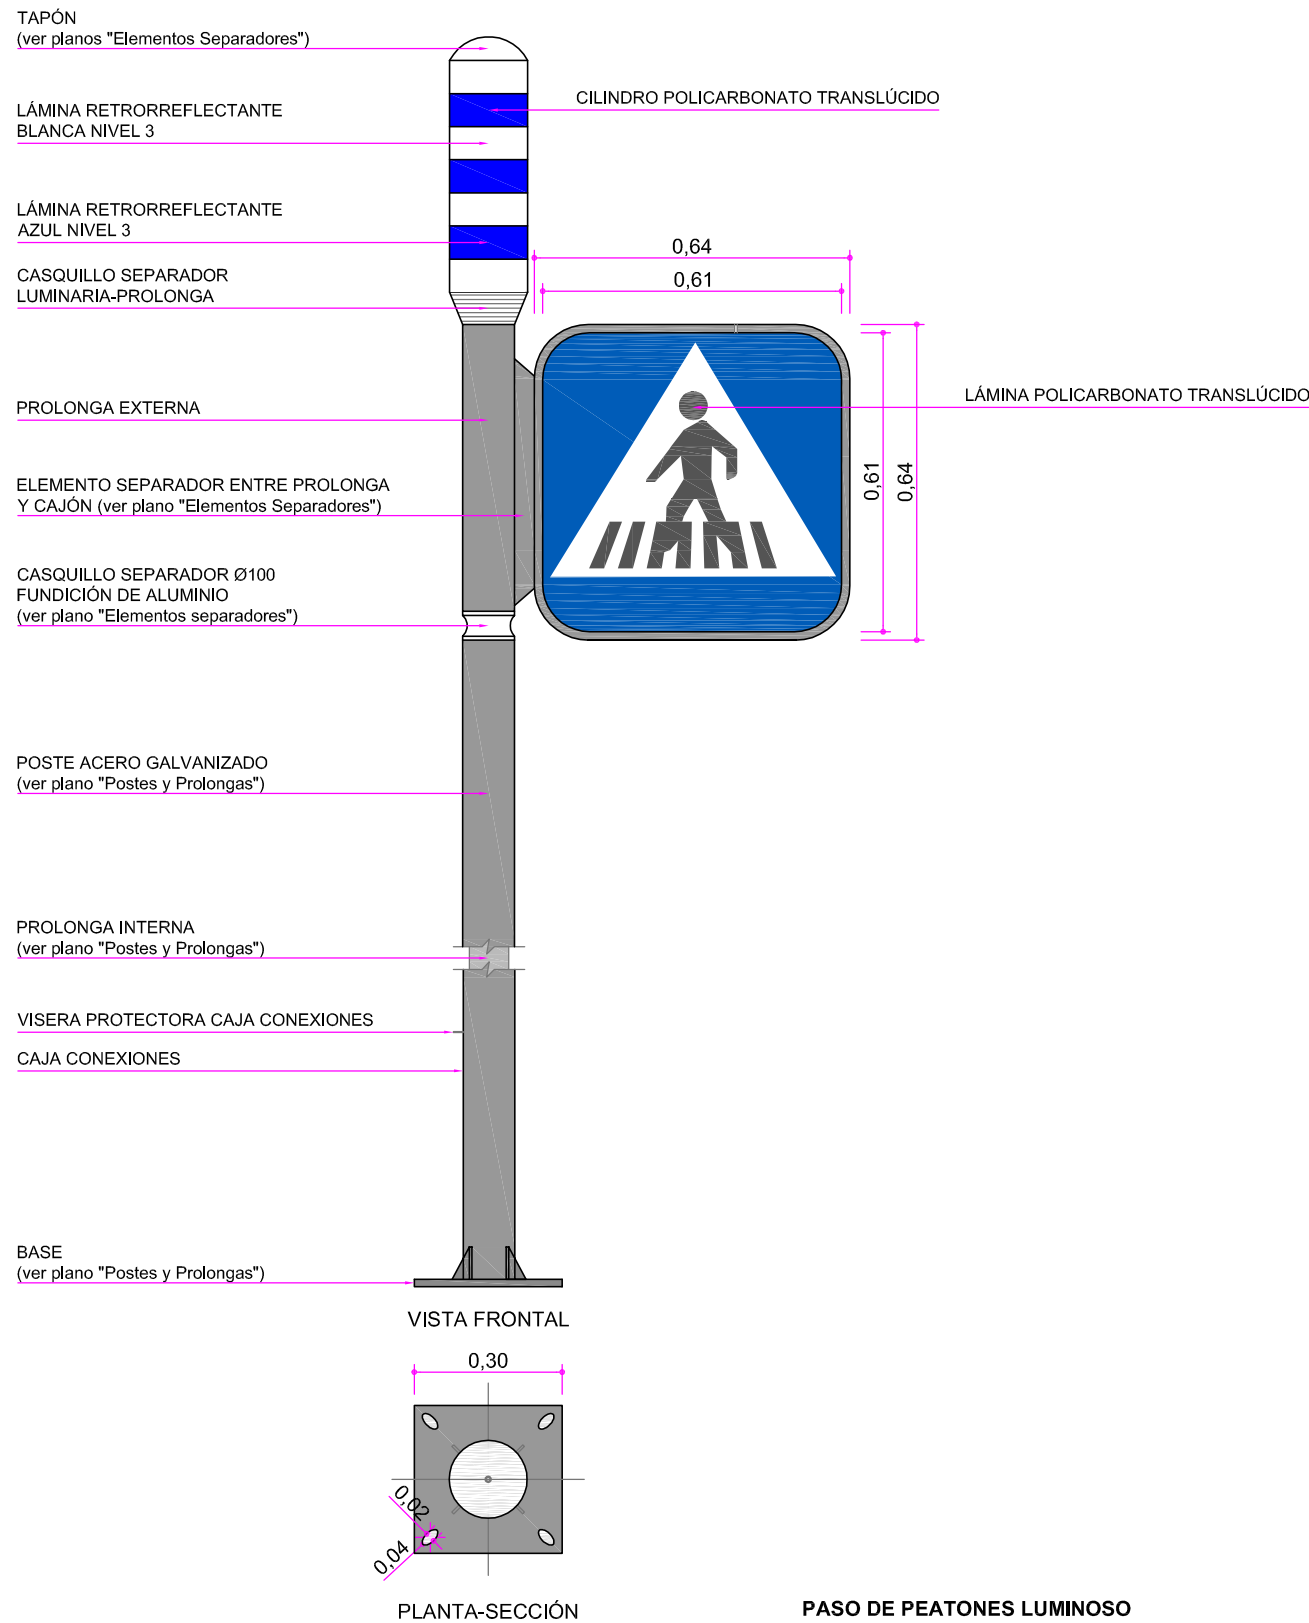 TAPÓN
(ver planos "Elementos Separadores")
CILINDRO POLICARBONATO TRANSLÚCIDO
LÁMINA RETRORREFLECTANTE
BLANCA NIVEL 3
LÁMINA RETRORREFLECTANTE
AZUL NIVEL 3
0,64
0,61
CASQUILLO SEPARADOR
LUMINARIA-PROLONGA
LÁMINA POLICARBONATO TRANSLÚCIDO
PROLONGA EXTERNA
0,61
0,64
ELEMENTO SEPARADOR ENTRE PROLONGA
Y CAJÓN (ver plano "Elementos Separadores")
CASQUILLO SEPARADOR Ø100
FUNDICIÓN DE ALUMINIO
(ver plano "Elementos separadores")
POSTE ACERO GALVANIZADO
(ver plano "Postes y Prolongas")
PROLONGA INTERNA
(ver plano "Postes y Prolongas")
VISERA PROTECTORA CAJA CONEXIONES
CAJA CONEXIONES
BASE
(ver plano "Postes y Prolongas")
VISTA FRONTAL
0,30
0,02
0,04
PLANTA-SECCIÓN
PASO DE PEATONES LUMINOSO